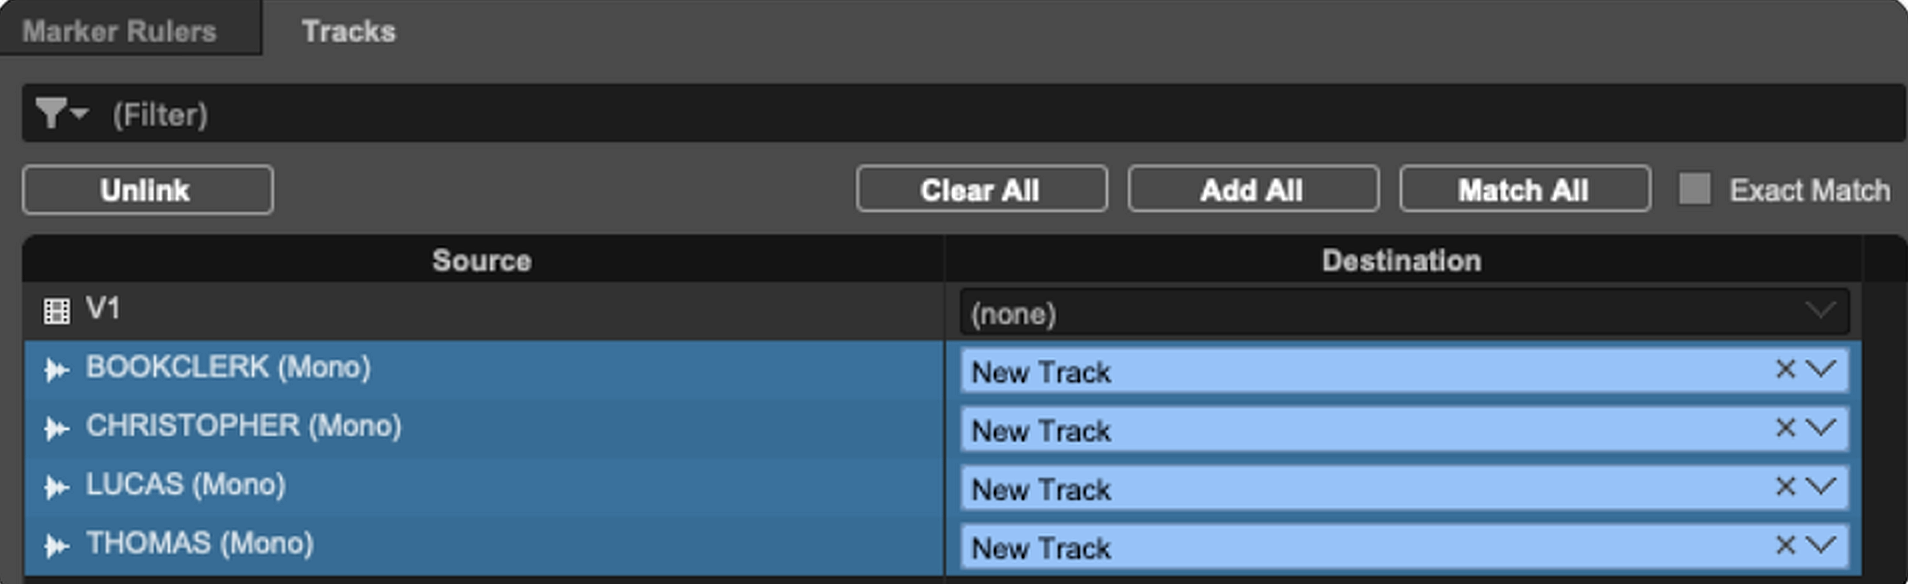 Marker Rulers Tracks
(Filter)
Unlink Clear All Add All Match All Exact Match
Source Destination
V1 (none)
BOOKCLERK (Mono) New Track
CHRISTOPHER (Mono) New Track
LUCAS (Mono) New Track
THOMAS (Mono) New Track